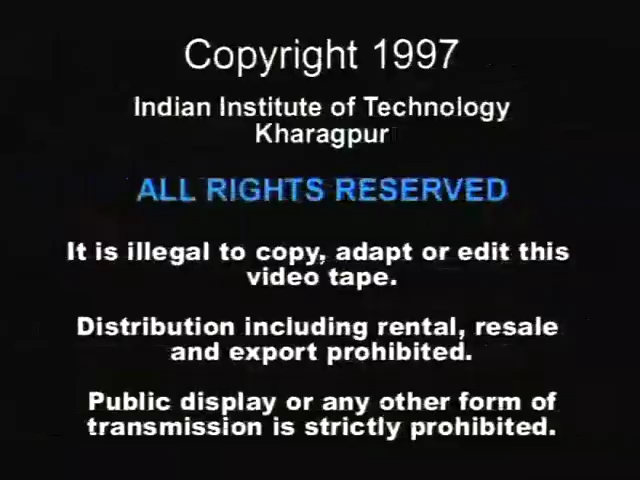 Copyright 1997
Indian Institute of Technology
Kharagpur
ALL RIGHTS RESERVED
It is illegal to copy, adapt or edit this
video tape.
Distribution including rental, resale
and export prohibited.
Public display or any other form of
transmission is strictly prohibited.